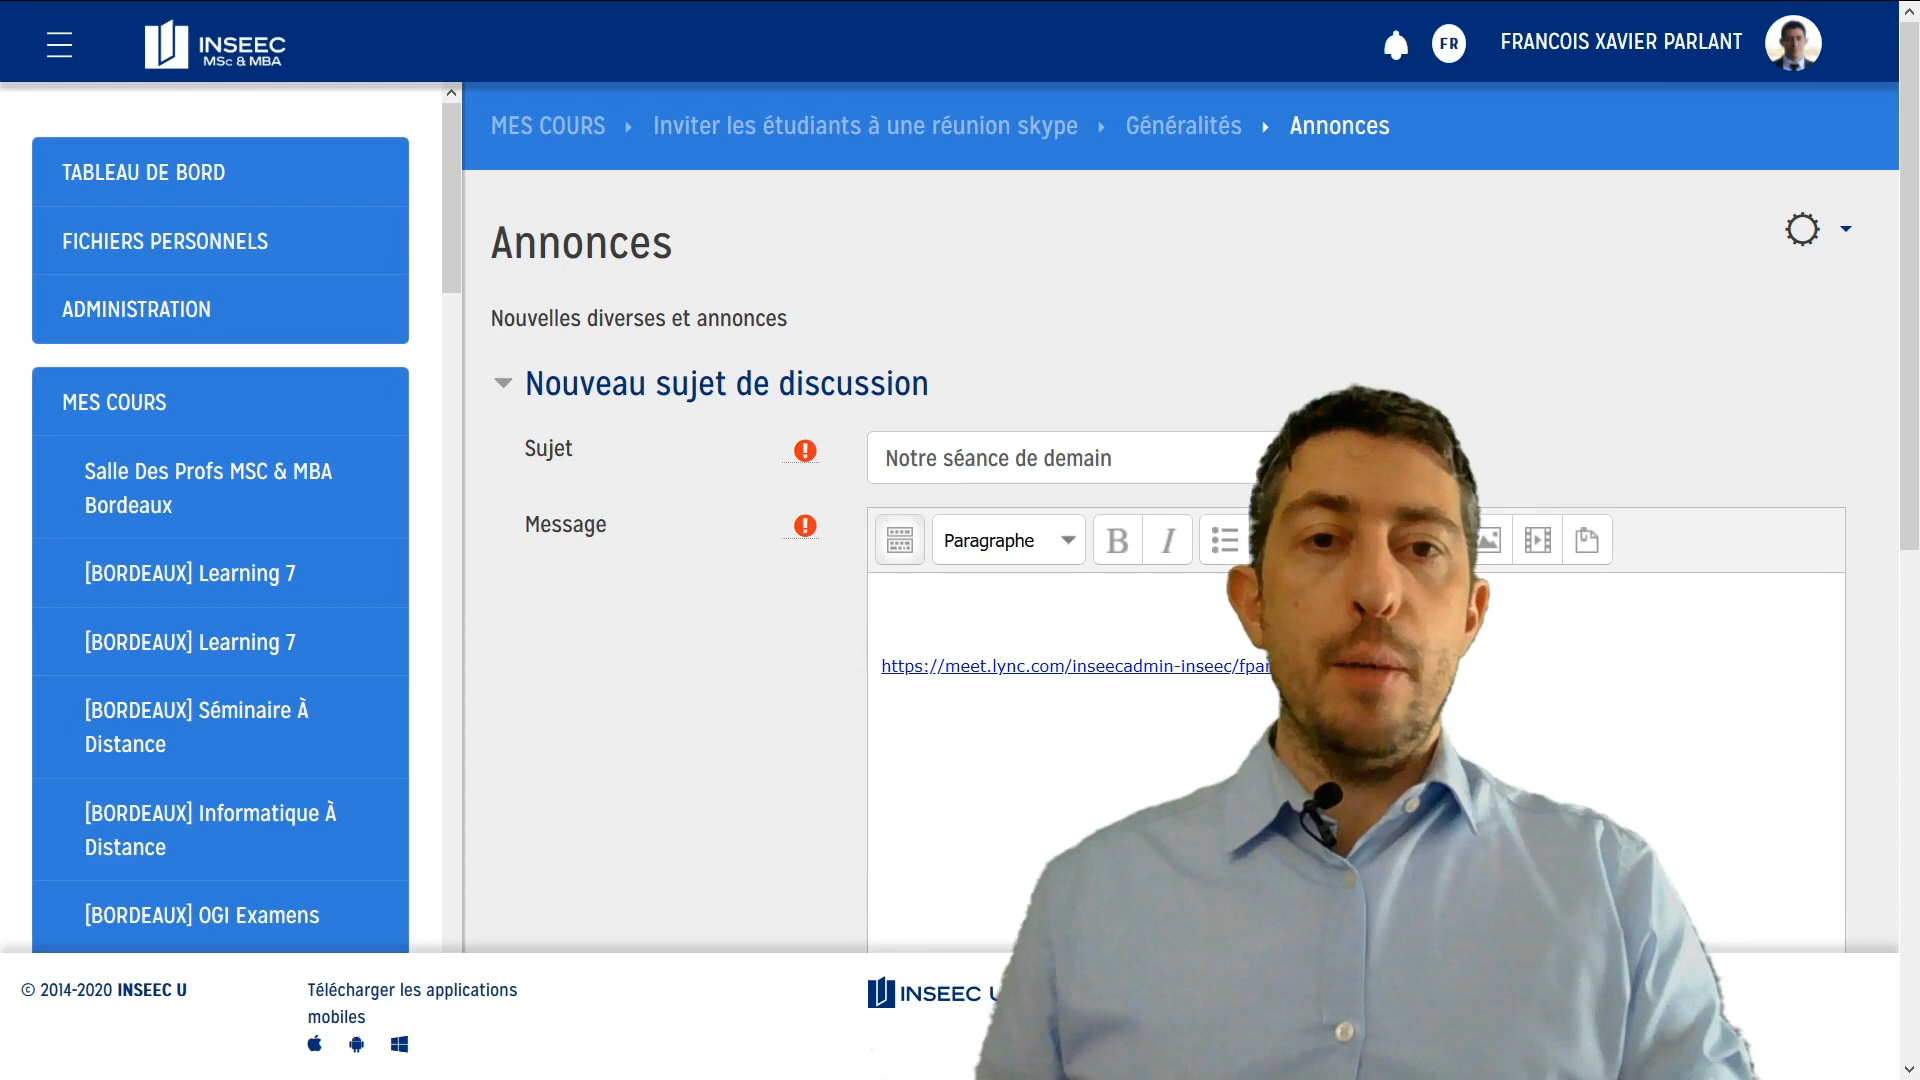 INSEEC
MSc & MBA
FR
FRANCOIS XAVIER PARLANT
MES COURS
Inviter les étudiants à une réunion skype
Généralités
Annonces
TABLEAU DE BORD
FICHIERS PERSONNELS
ADMINISTRATION
MES COURS
Salle Des Profs MSC & MBA
Bordeaux
[BORDEAUX] Learning 7
[BORDEAUX] Learning 7
[BORDEAUX] Séminaire À
Distance
[BORDEAUX] Informatique À
Distance
[BORDEAUX] OGI Examens
Annonces
Nouvelles diverses et annonces
Nouveau sujet de discussion
Sujet
Notre séance de demain
Message
Paragraphe
B I
https://meet.lync.com/inseecadmin-inseec/fpar
© 2014-2020 INSEEC U
Télécharger les applications
mobiles
INSEEC U